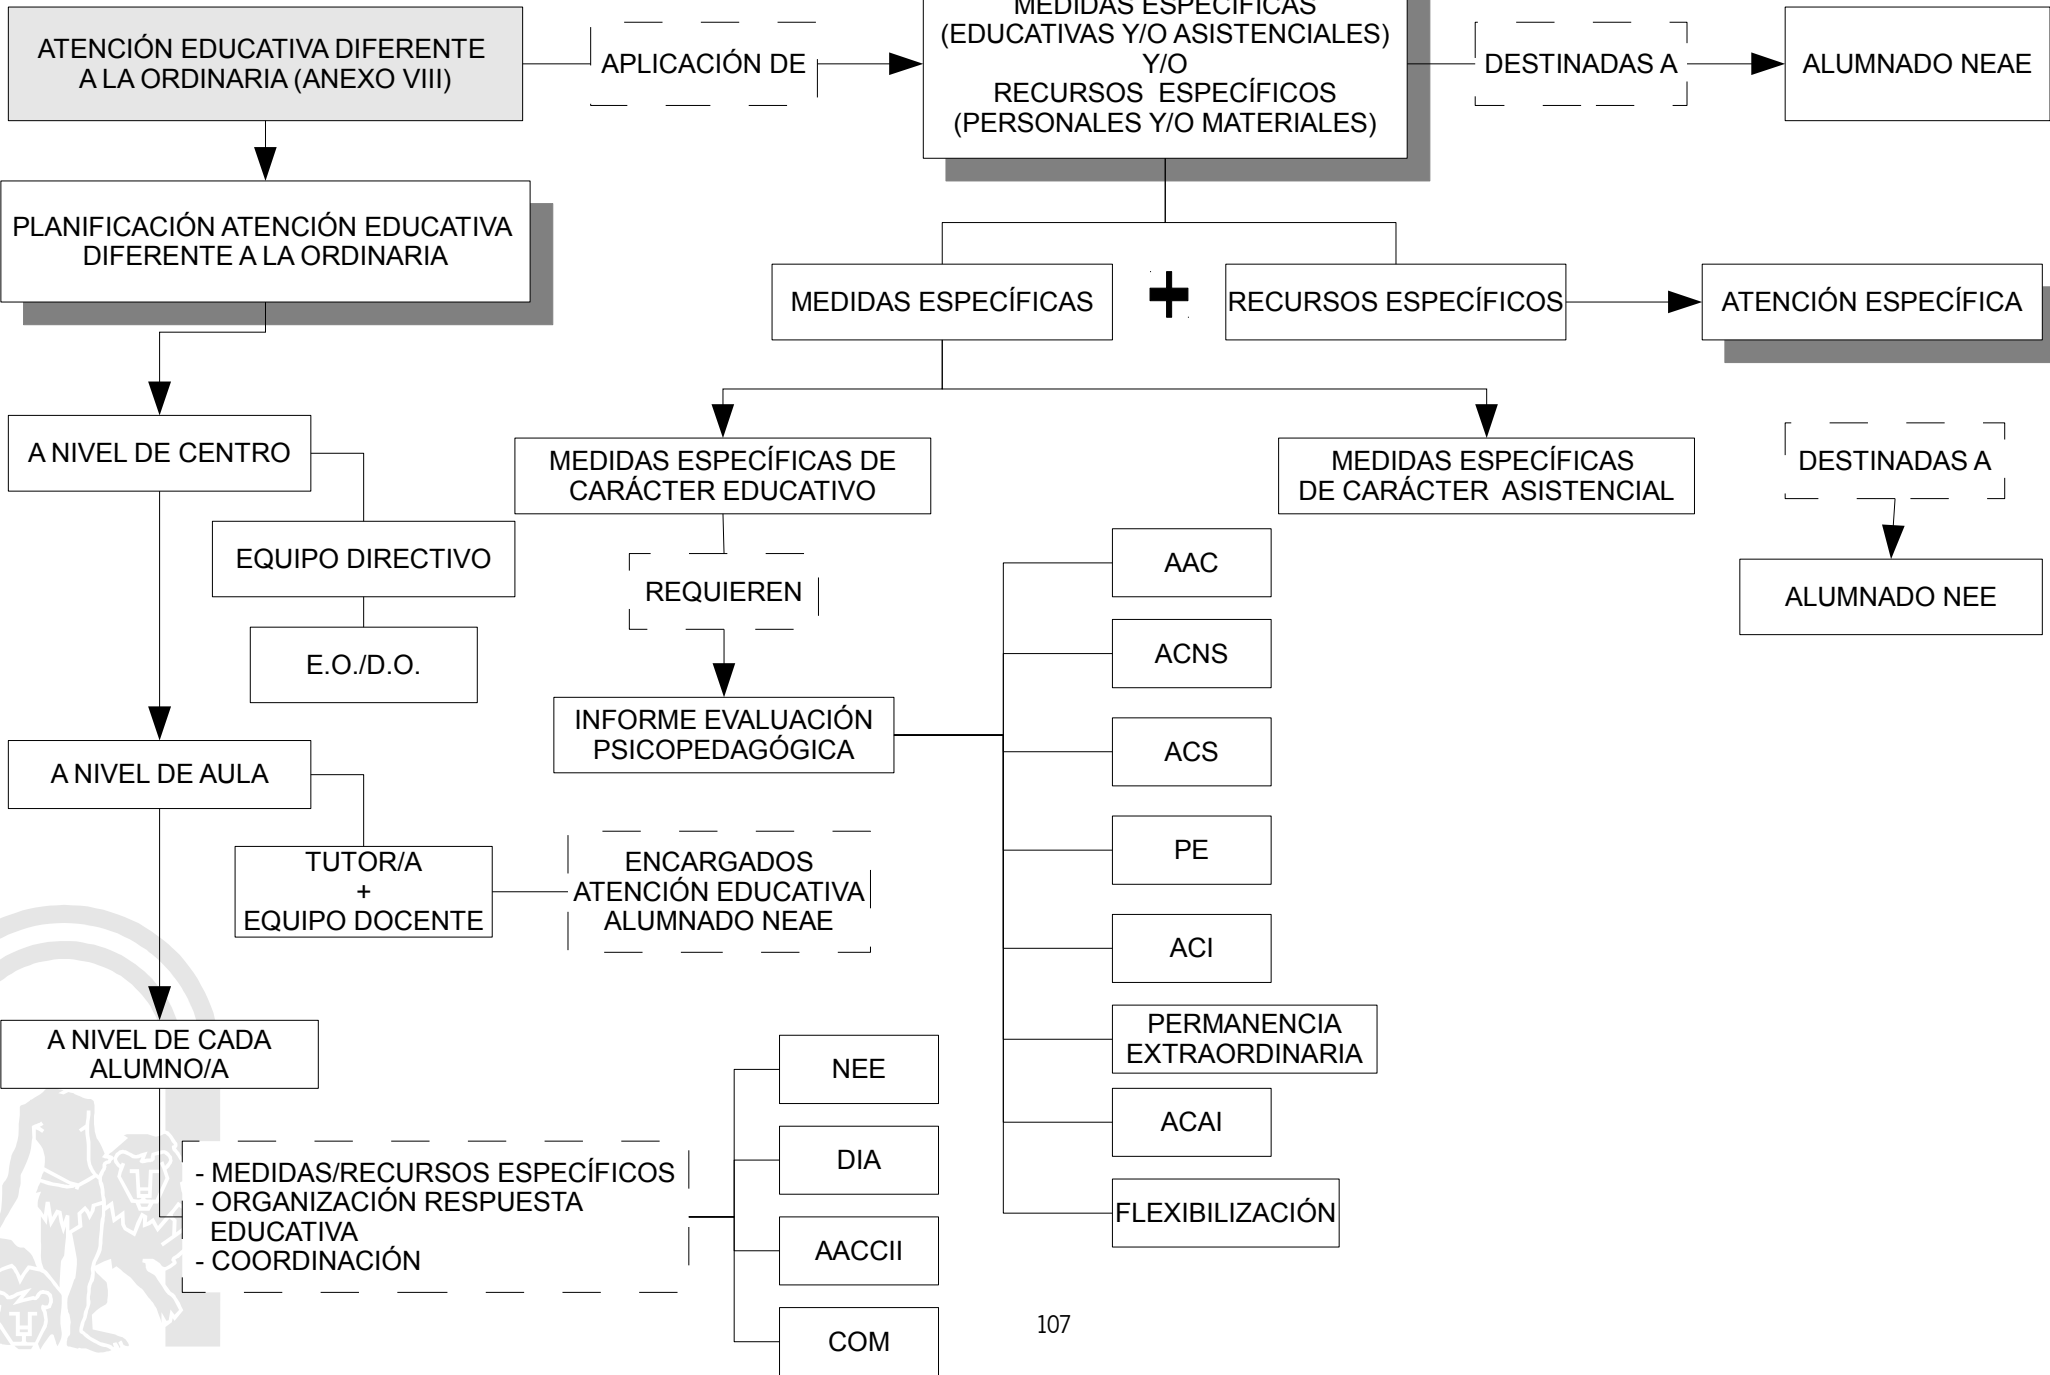 ATENCIÓN EDUCATIVA DIFERENTE
A LA ORDINARIA (ANEXO VIII)
APLICACIÓN DE
MEDIDAS ESPECÍFICAS
(EDUCATIVAS Y/O ASISTENCIALES)
Y/O
RECURSOS ESPECÍFICOS
(PERSONALES Y/O MATERIALES)
DESTINADAS A
ALUMNADO NEAE
PLANIFICACIÓN ATENCIÓN EDUCATIVA
DIFERENTE A LA ORDINARIA
MEDIDAS ESPECÍFICAS
+
RECURSOS ESPECÍFICOS
ATENCIÓN ESPECÍFICA
A NIVEL DE CENTRO
EQUIPO DIRECTIVO
E.O./D.O.
MEDIDAS ESPECÍFICAS DE
CARÁCTER EDUCATIVO
REQUIEREN
INFORME EVALUACIÓN
PSICOPEDAGÓGICA
MEDIDAS ESPECÍFICAS
DE CARÁCTER ASISTENCIAL
DESTINADAS A
ALUMNADO NEE
AAC
ACNS
ACS
PE
ACI
PERMANENCIA
EXTRAORDINARIA
ACAI
FLEXIBILIZACIÓN
A NIVEL DE AULA
TUTOR/A
+
EQUIPO DOCENTE
ENCARGADOS
ATENCIÓN EDUCATIVA
ALUMNADO NEAE
A NIVEL DE CADA
ALUMNO/A
- MEDIDAS/RECURSOS ESPECÍFICOS
- ORGANIZACIÓN RESPUESTA
EDUCATIVA
- COORDINACIÓN
NEE
DIA
AACCII
COM
107